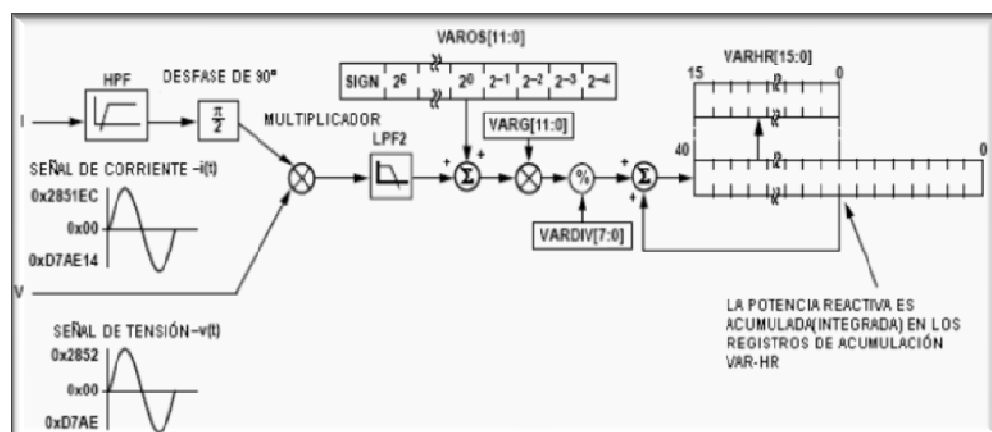 VAROS[11:0]
VARHR[15:0]
HPF
DESFASE DE 90°
15
0
SIGN 2⁶ 2⁰ 2⁻¹ 2⁻² 2⁻³ 2⁻⁴
I
π/2
MULTIPLICADOR
VARG[11:0]
LPF2
40
0
SEÑAL DE CORRIENTE –i(t)
+ + Σ
%
+ + Σ
0x2851EC
0x00
0xD7AE14
VARDIV[7:0]
V
LA POTENCIA REACTIVA ES
ACUMULADA(INTEGRADA) EN LOS
REGISTROS DE ACUMULACIÓN
VAR-HR
SEÑAL DE TENSIÓN –v(t)
0x2852
0x00
0xD7AE